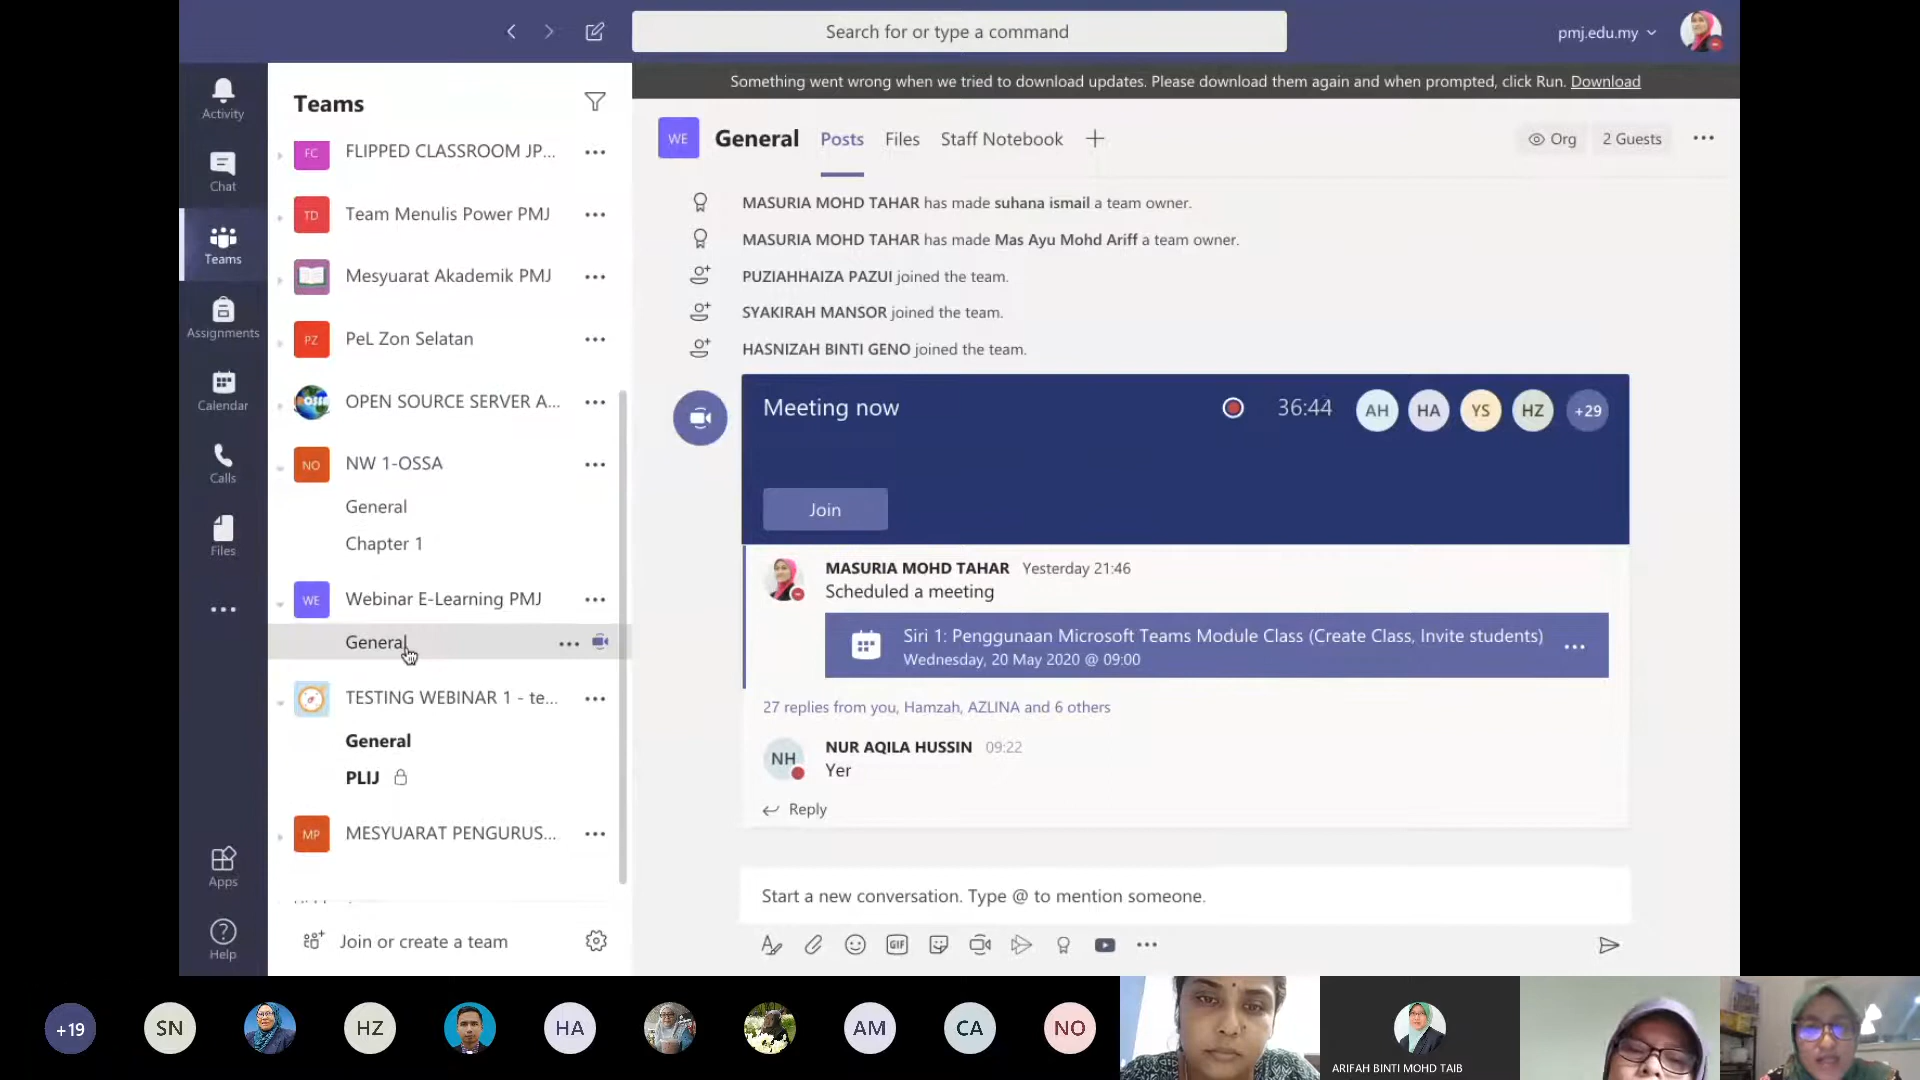 Search for or type a command
pmj.edu.my
Something went wrong when we tried to download updates. Please download them again and when prompted, click Run. Download
Activity
Chat
Teams
Assignments
Calendar
Calls
Files
Apps
Help
Teams
FC FLIPPED CLASSROOM JP...
TD Team Menulis Power PMJ
Mesyuarat Akademik PMJ
PZ PeL Zon Selatan
OPEN SOURCE SERVER A...
NO NW 1-OSSA
General
Chapter 1
WE Webinar E-Learning PMJ
General
TESTING WEBINAR 1 - te...
General
PLIJ
MP MESYUARAT PENGURUS...
Join or create a team
WE General Posts Files Staff Notebook
Org 2 Guests
MASURIA MOHD TAHAR has made suhana ismail a team owner.
MASURIA MOHD TAHAR has made Mas Ayu Mohd Ariff a team owner.
PUZIAHHAIZA PAZUI joined the team.
SYAKIRAH MANSOR joined the team.
HASNIZAH BINTI GENO joined the team.
Meeting now 36:44 AH HA YS HZ +29
Join
MASURIA MOHD TAHAR Yesterday 21:46
Scheduled a meeting
Siri 1: Penggunaan Microsoft Teams Module Class (Create Class, Invite students)
Wednesday, 20 May 2020 @ 09:00
27 replies from you, Hamzah, AZLINA and 6 others
NH NUR AQILA HUSSIN 09:22
Yer
Reply
Start a new conversation. Type @ to mention someone.
GIF
+19 SN HZ HA AM CA NO
ARIFAH BINTI MOHD TAIB